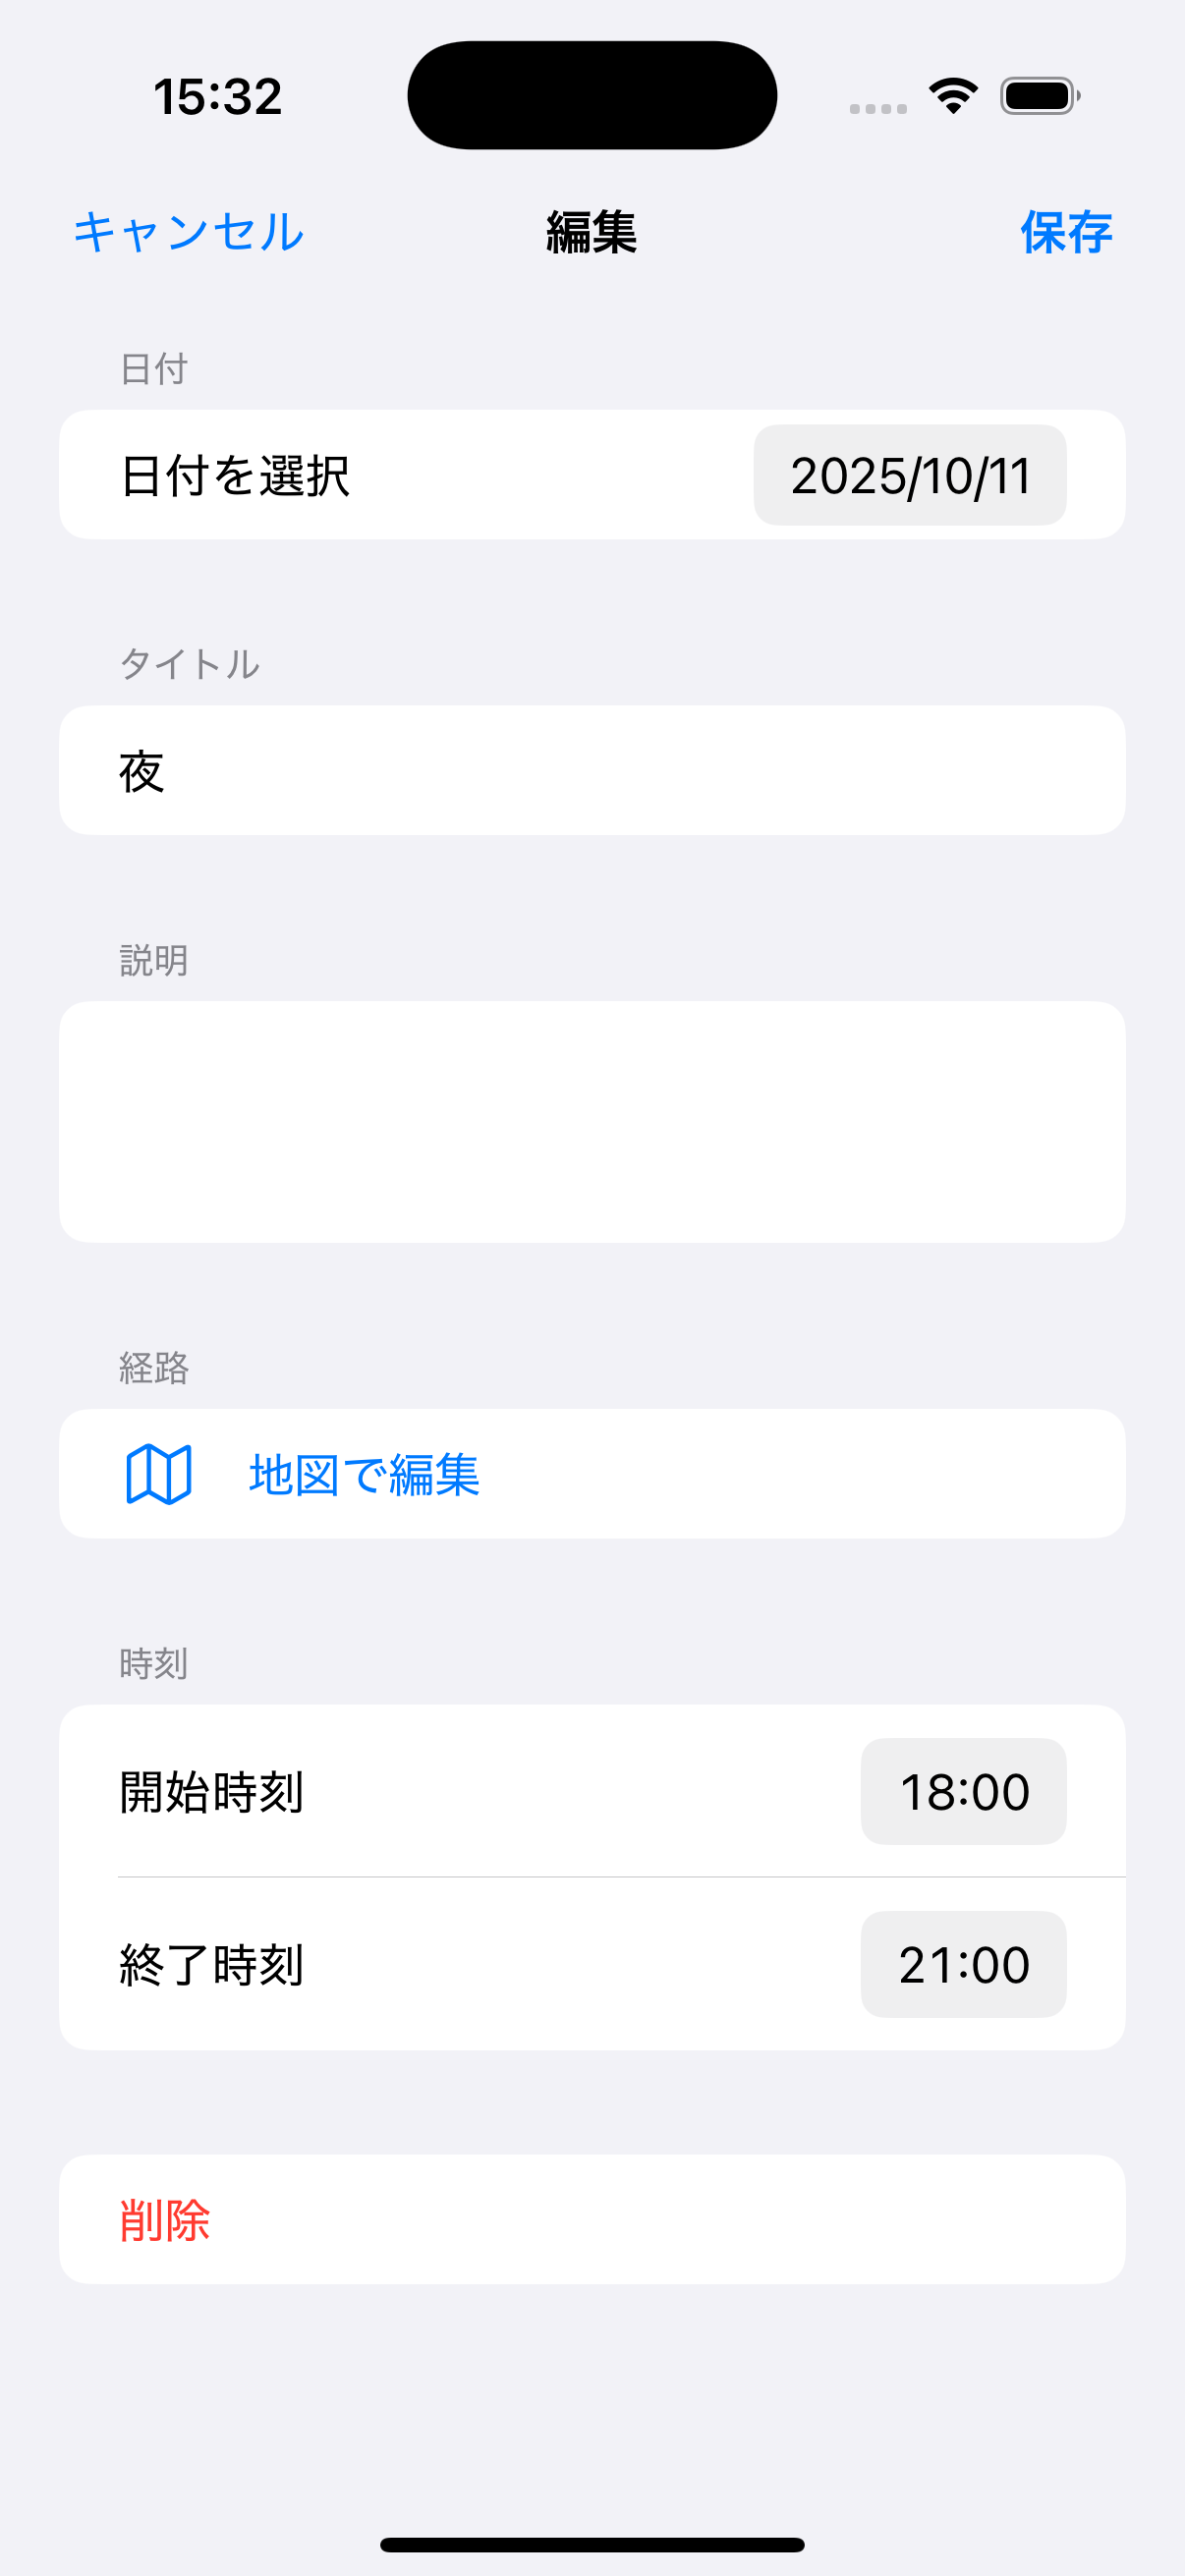 15:32
キャンセル 編集 保存
日付
日付を選択 2025/10/11
タイトル
夜
説明
経路
地図で編集
時刻
開始時刻 18:00
終了時刻 21:00
削除